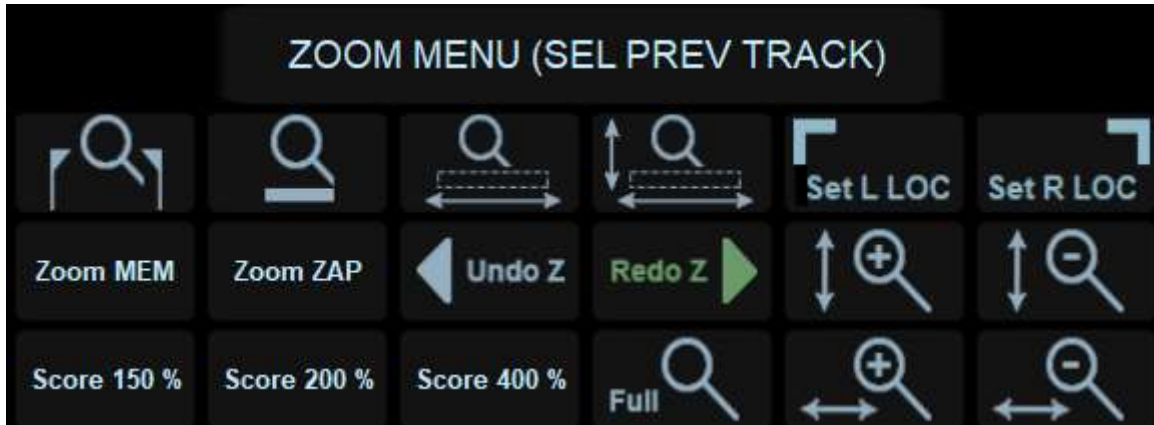 ZOOM MENU (SEL PREV TRACK)
Set L LOC
Set R LOC
Zoom MEM
Zoom ZAP
Undo Z
Redo Z
Score 150 %
Score 200 %
Score 400 %
Full